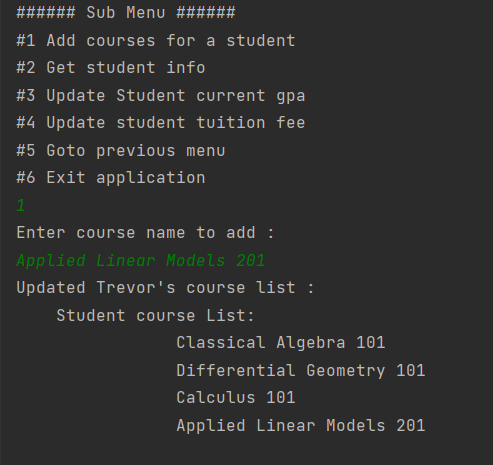 ###### Sub Menu ######
#1 Add courses for a student
#2 Get student info
#3 Update Student current gpa
#4 Update student tuition fee
#5 Goto previous menu
#6 Exit application
1
Enter course name to add :
Applied Linear Models 201
Updated Trevor's course list :
Student course List:
Classical Algebra 101
Differential Geometry 101
Calculus 101
Applied Linear Models 201